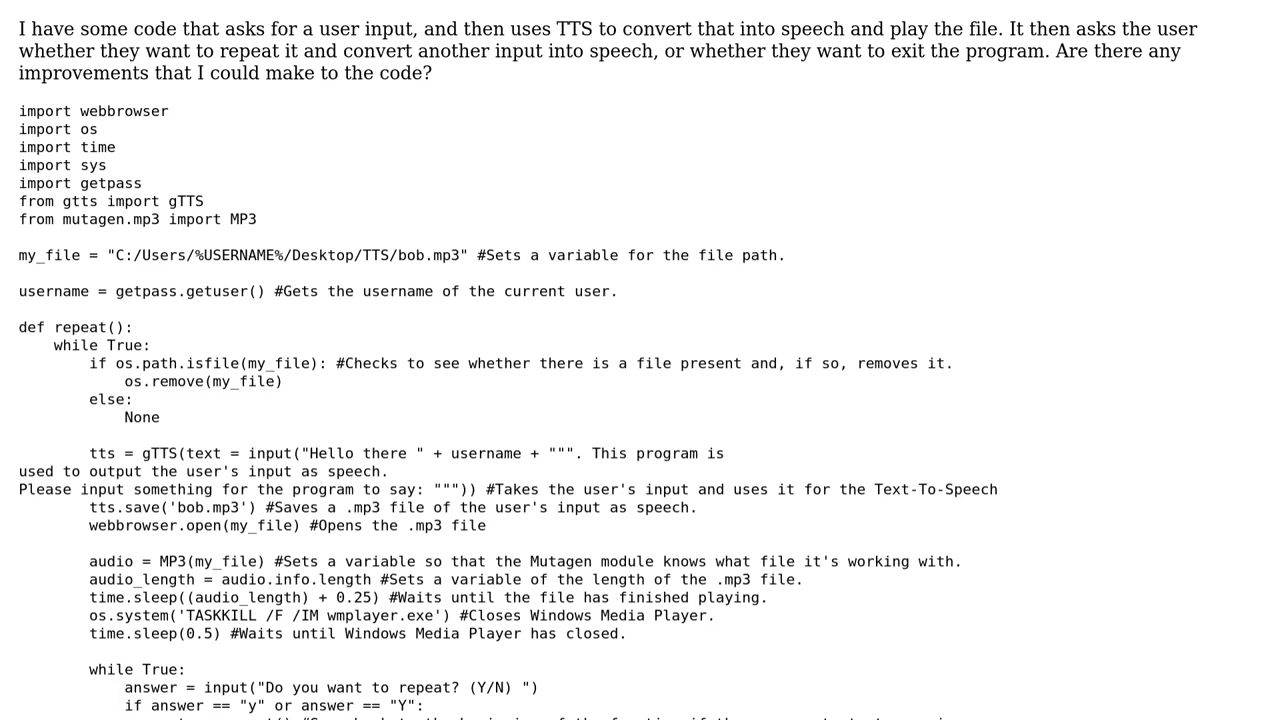 I have some code that asks for a user input, and then uses TTS to convert that into speech and play the file. It then asks the user
whether they want to repeat it and convert another input into speech, or whether they want to exit the program. Are there any
improvements that I could make to the code?

import webbrowser
import os
import time
import sys
import getpass
from gtts import gTTS
from mutagen.mp3 import MP3

my_file = "C:/Users/%USERNAME%/Desktop/TTS/bob.mp3" #Sets a variable for the file path.

username = getpass.getuser() #Gets the username of the current user.

def repeat():
    while True:
        if os.path.isfile(my_file): #Checks to see whether there is a file present and, if so, removes it.
            os.remove(my_file)
        else:
            None

        tts = gTTS(text = input("Hello there " + username + """. This program is
used to output the user's input as speech.
Please input something for the program to say: """)) #Takes the user's input and uses it for the Text-To-Speech
        tts.save('bob.mp3') #Saves a .mp3 file of the user's input as speech.
        webbrowser.open(my_file) #Opens the .mp3 file

        audio = MP3(my_file) #Sets a variable so that the Mutagen module knows what file it's working with.
        audio_length = audio.info.length #Sets a variable of the length of the .mp3 file.
        time.sleep((audio_length) + 0.25) #Waits until the file has finished playing.
        os.system('TASKKILL /F /IM wmplayer.exe') #Closes Windows Media Player.
        time.sleep(0.5) #Waits until Windows Media Player has closed.

        while True:
            answer = input("Do you want to repeat? (Y/N) ")
            if answer == "y" or answer == "Y":